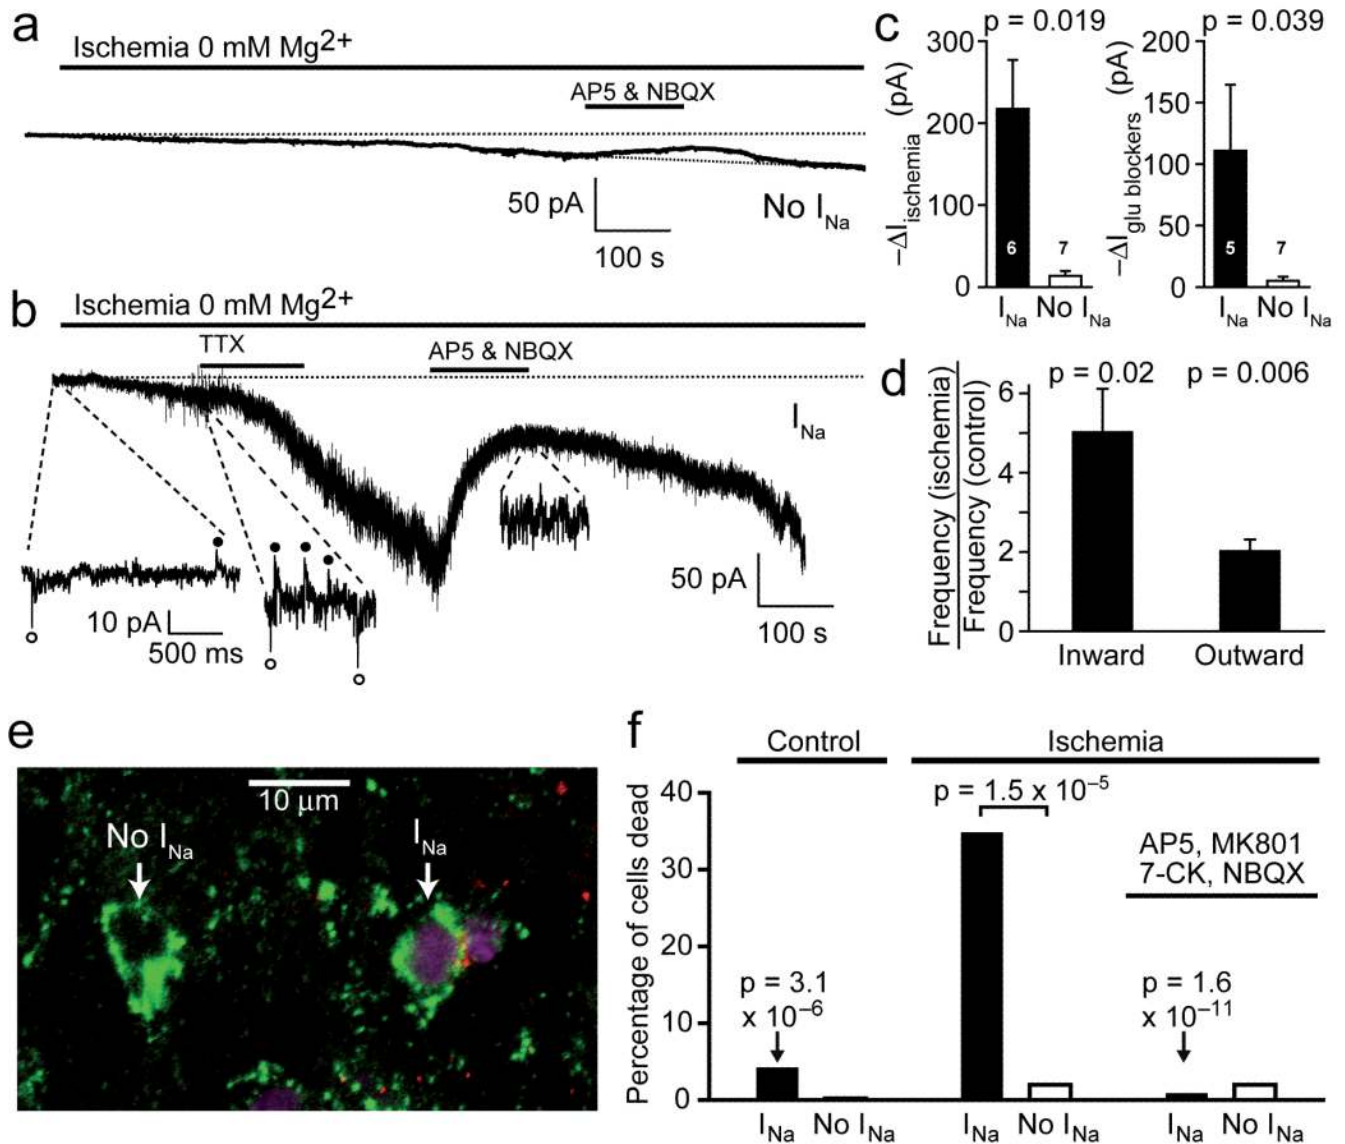 a
Ischemia 0 mM Mg2+
AP5 & NBQX
50 pA
100 s
No INa
b
Ischemia 0 mM Mg2+
TTX
AP5 & NBQX
INa
10 pA
500 ms
50 pA
100 s
c
p = 0.019
300
200
100
0
−ΔIischemia (pA)
6
7
INa No INa
p = 0.039
200
150
100
50
0
−ΔIglu blockers (pA)
5
7
INa No INa
d
p = 0.02
p = 0.006
6
4
2
0
Frequency (ischemia)
Frequency (control)
Inward
Outward
e
10 μm
No INa
INa
f
Control
Ischemia
40
30
20
10
0
Percentage of cells dead
p = 3.1
x 10−6
p = 1.5 x 10−5
AP5, MK801
7-CK, NBQX
p = 1.6
x 10−11
INa No INa
INa No INa
INa No INa